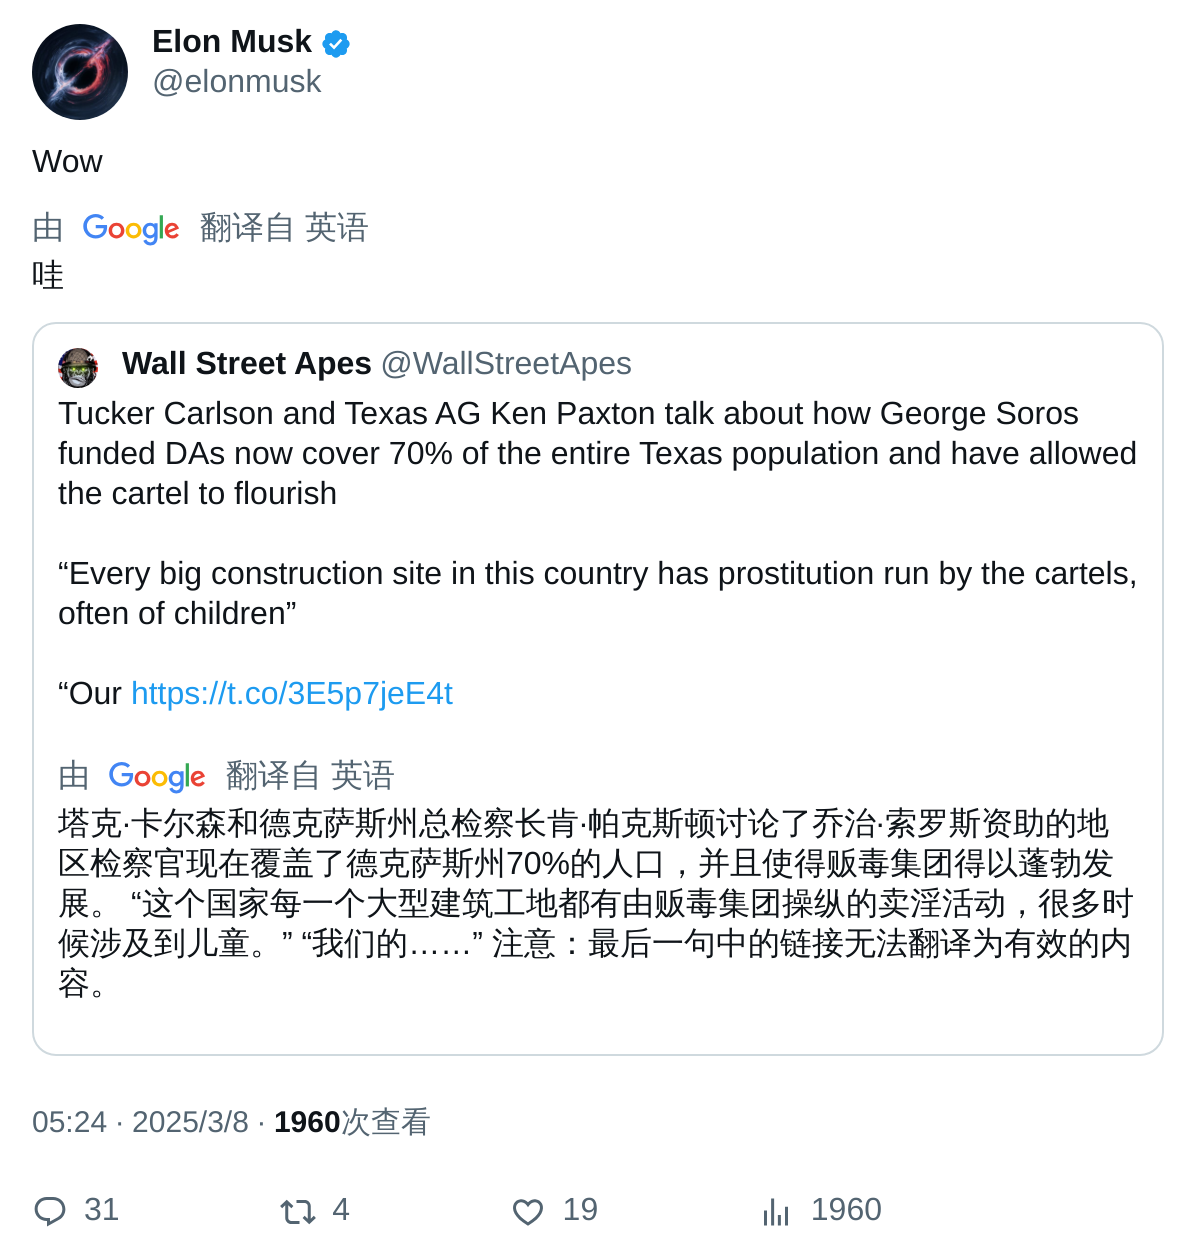 Elon Musk
@elonmusk
Wow
由 Google 翻译自 英语
哇
Wall Street Apes @WallStreetApes
Tucker Carlson and Texas AG Ken Paxton talk about how George Soros
funded DAs now cover 70% of the entire Texas population and have allowed
the cartel to flourish
“Every big construction site in this country has prostitution run by the cartels,
often of children”
“Our https://t.co/3E5p7jeE4t
由 Google 翻译自 英语
塔克·卡尔森和德克萨斯州总检察长肯·帕克斯顿讨论了乔治·索罗斯资助的地
区检察官现在覆盖了德克萨斯州70%的人口，并且使得贩毒集团得以蓬勃发
展。 “这个国家每一个大型建筑工地都有由贩毒集团操纵的卖淫活动，很多时
候涉及到儿童。” “我们的……” 注意：最后一句中的链接无法翻译为有效的内
容。
05:24 · 2025/3/8 · 1960次查看
31 4 19 1960